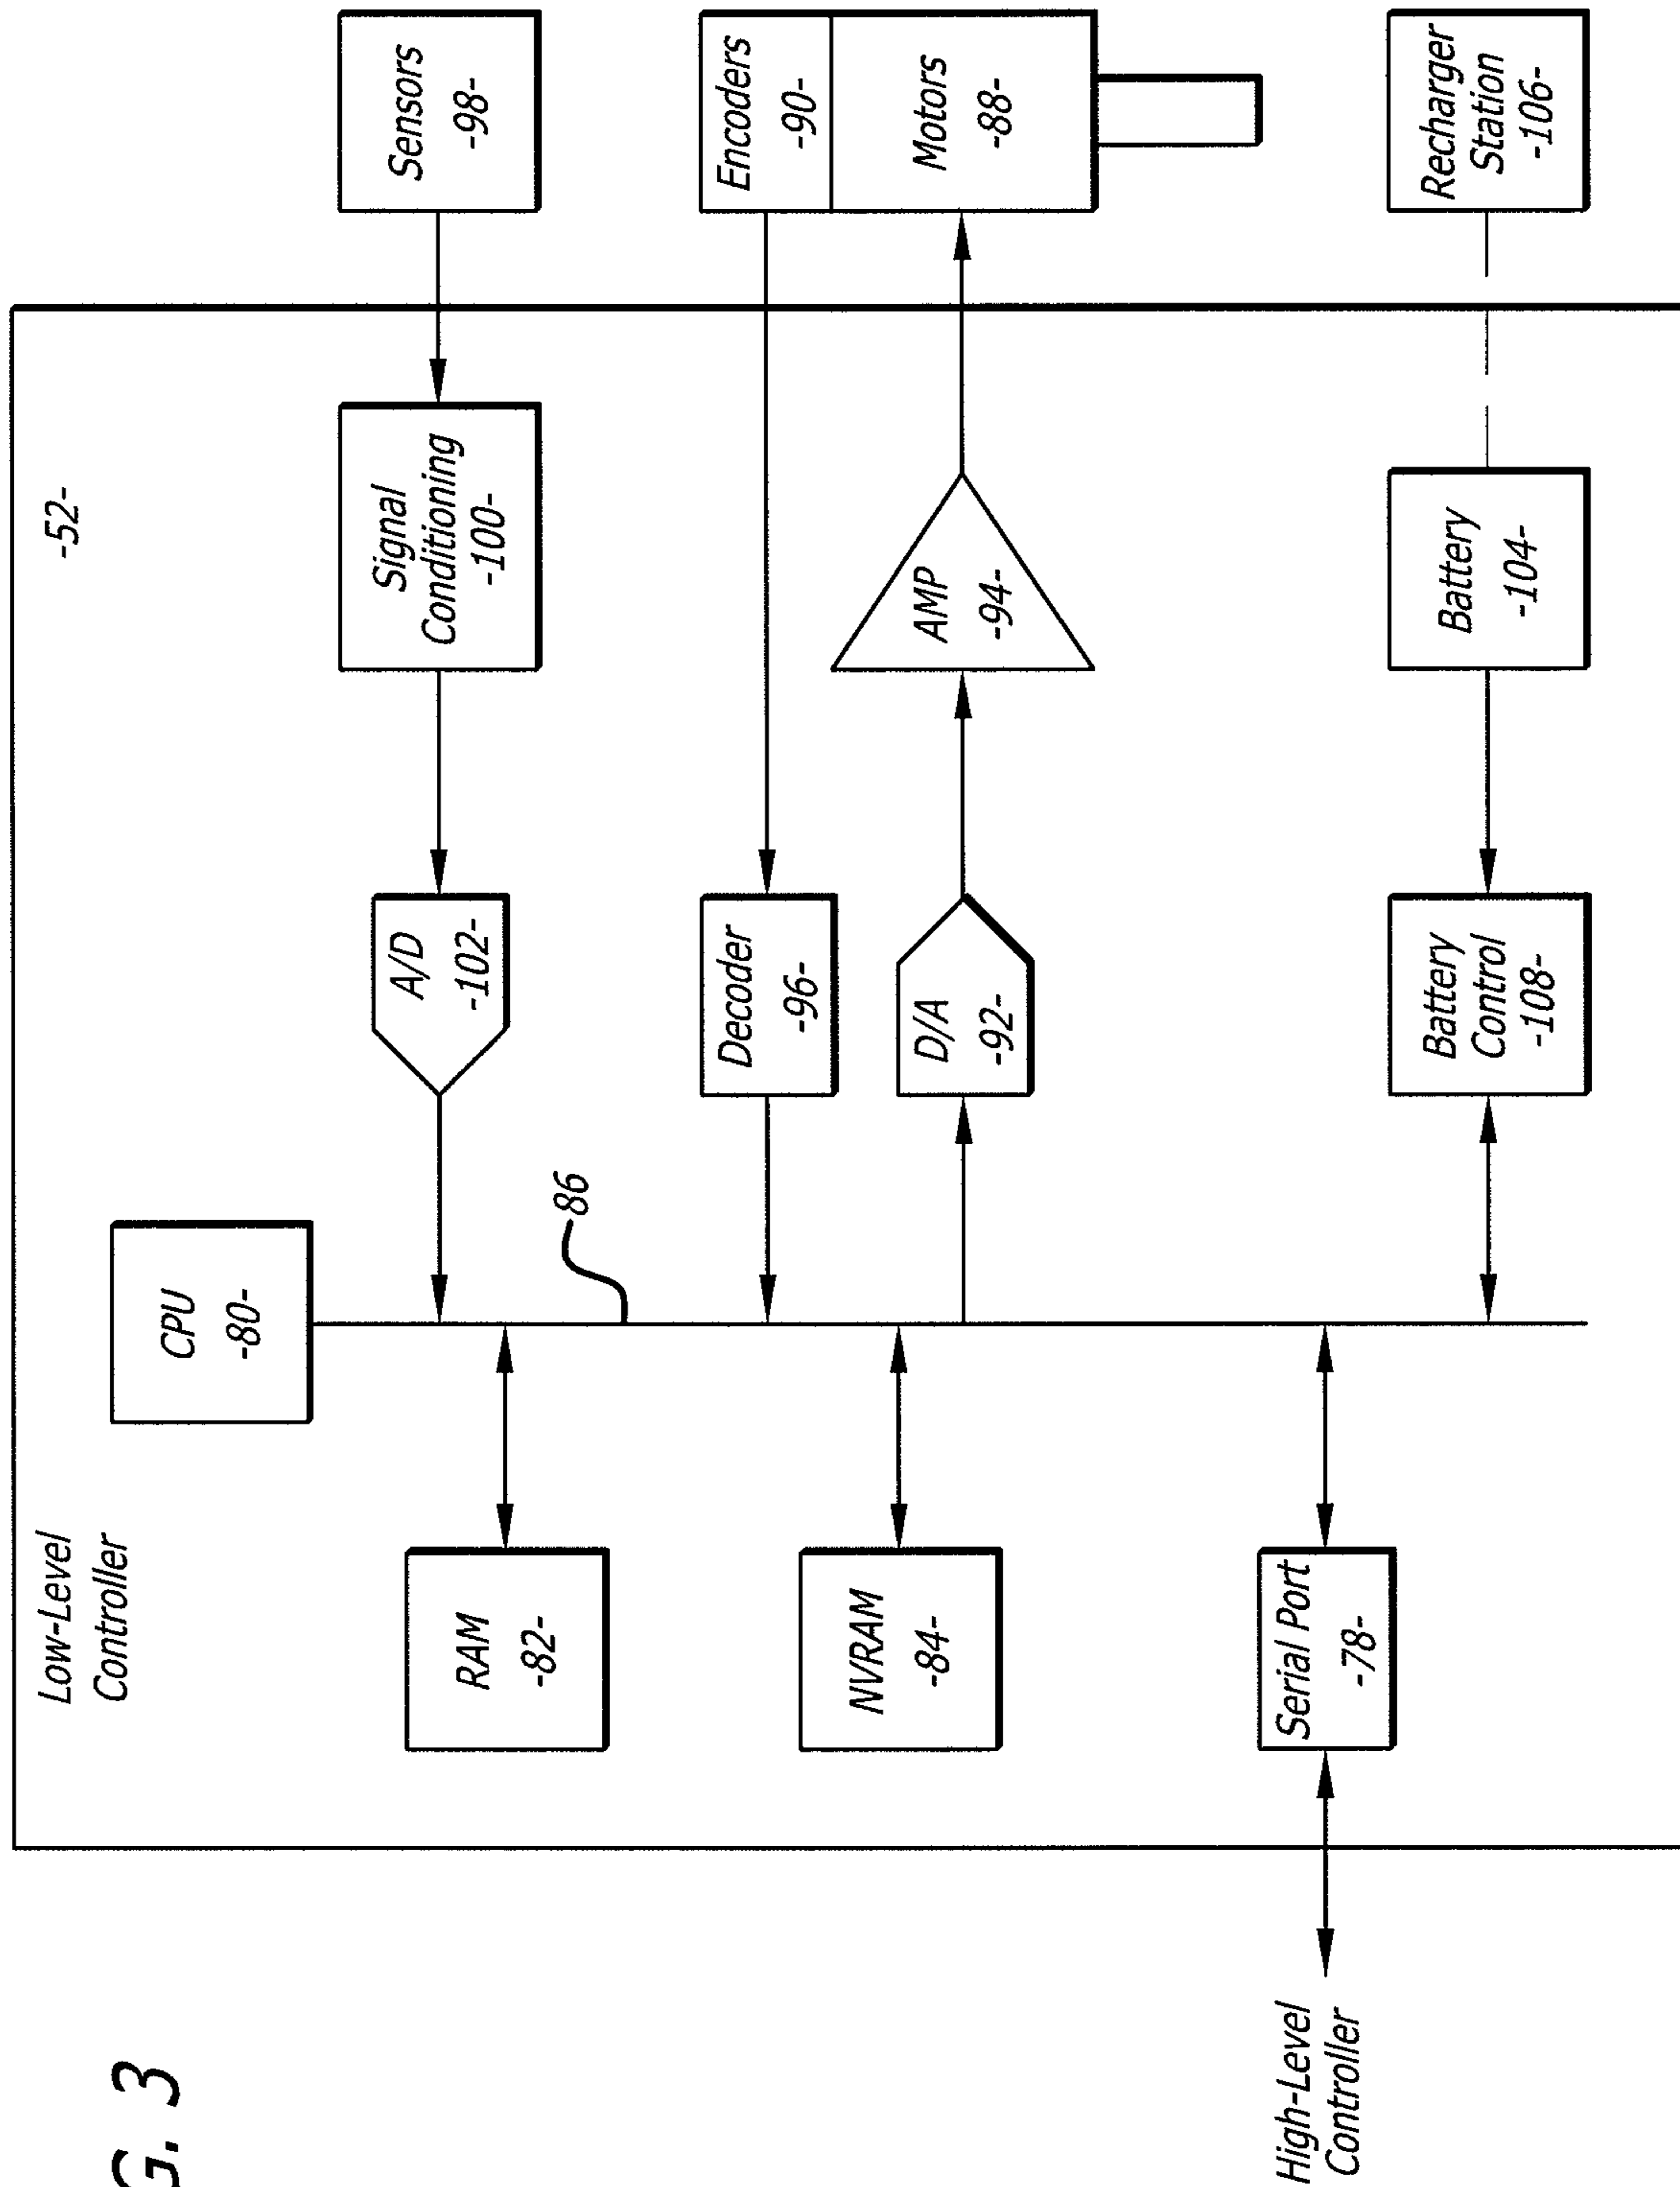 G. 3
Low-Level
Controller
-52-
CPU
-80-
RAM
-82-
A/D
-102-
Signal
Conditioning
-100-
Sensors
-98-
86
NVRAM
-84-
Decoder
-96-
Encoders
-90-
D/A
-92-
AMP
-94-
Motors
-88-
High-Level
Controller
Serial Port
-78-
Battery
Control
-108-
Battery
-104-
Recharger
Station
-106-